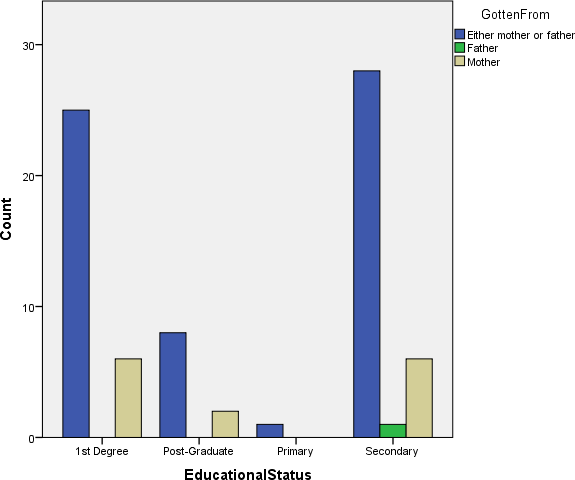 GottenFrom
Either mother or father
Father
Mother
Count
30
20
10
0
1st Degree
Post-Graduate
Primary
Secondary
EducationalStatus